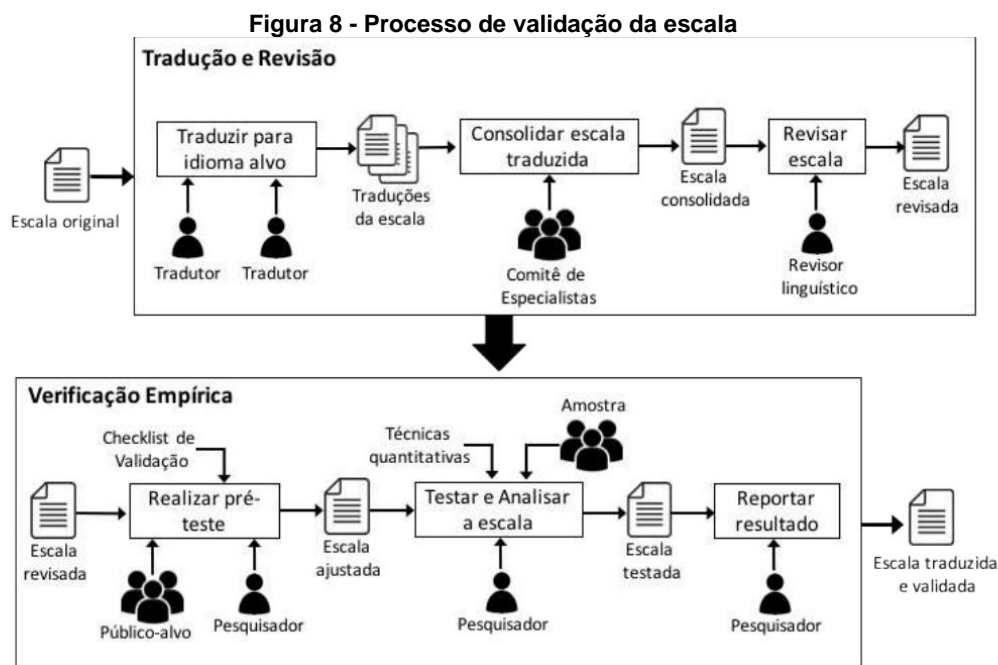 Figura 8 - Processo de validação da escala
Tradução e Revisão
Traduzir para
idioma alvo
Consolidar escala
traduzida
Revisar
escala
Escala original
Traduções
da escala
Escala
consolidada
Escala
revisada
Tradutor
Tradutor
Comitê de
Especialistas
Revisor
linguístico
Verificação Empírica
Checklist de
Validação
Técnicas
quantitativas
Amostra
Realizar pré-
teste
Testar e Analisar
a escala
Reportar
resultado
Escala
revisada
Escala
ajustada
Escala
testada
Escala traduzida
e validada
Público-alvo
Pesquisador
Pesquisador
Pesquisador